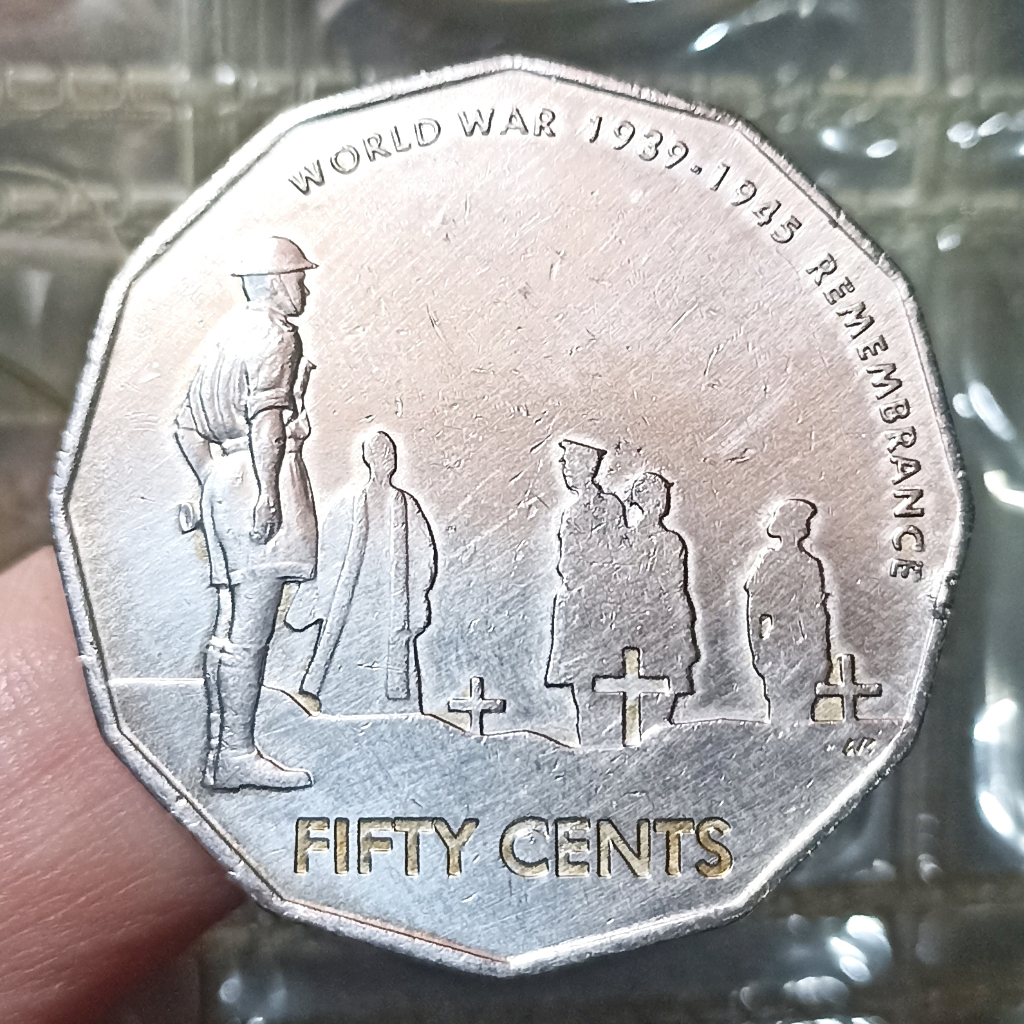 WORLD WAR 1939-1945 REMEMBRANCE
FIFTY CENTS